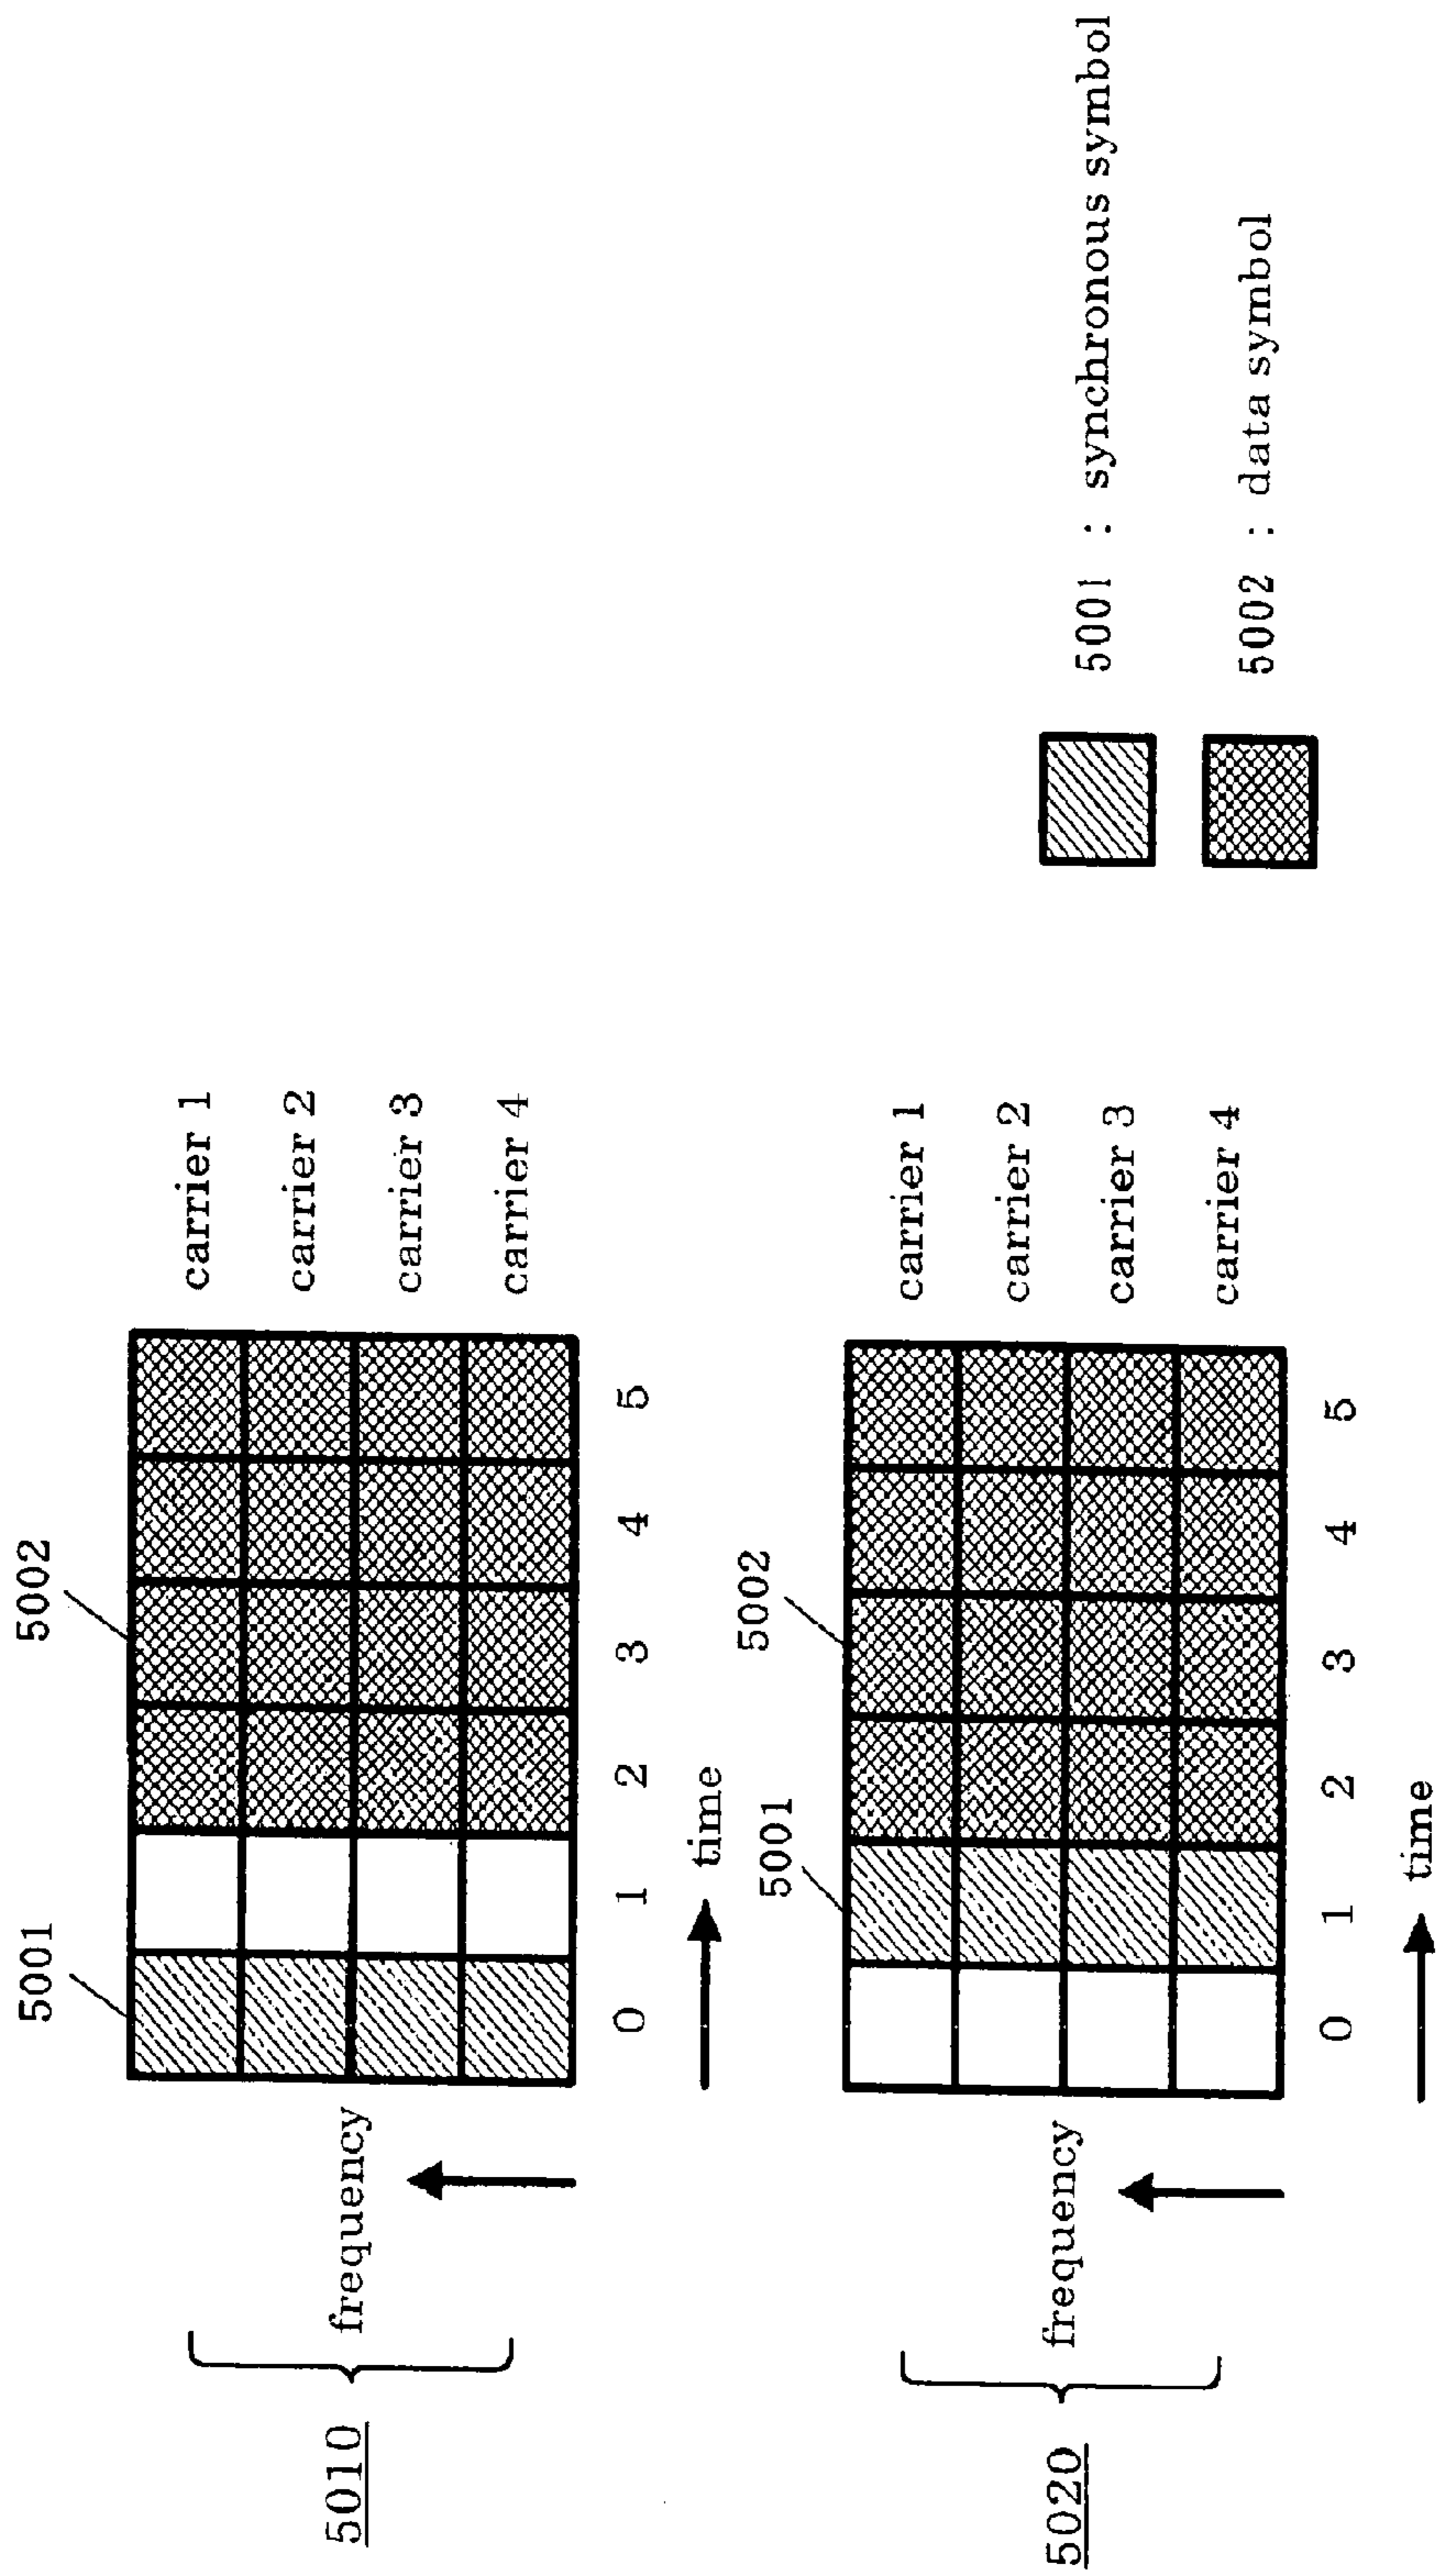 5001 5002
5010
frequency
carrier 1
carrier 2
carrier 3
carrier 4
0 1 2 3 4 5
time
5001 5002
5020
frequency
carrier 1
carrier 2
carrier 3
carrier 4
0 1 2 3 4 5
time
5001 : synchronous symbol
5002 : data symbol